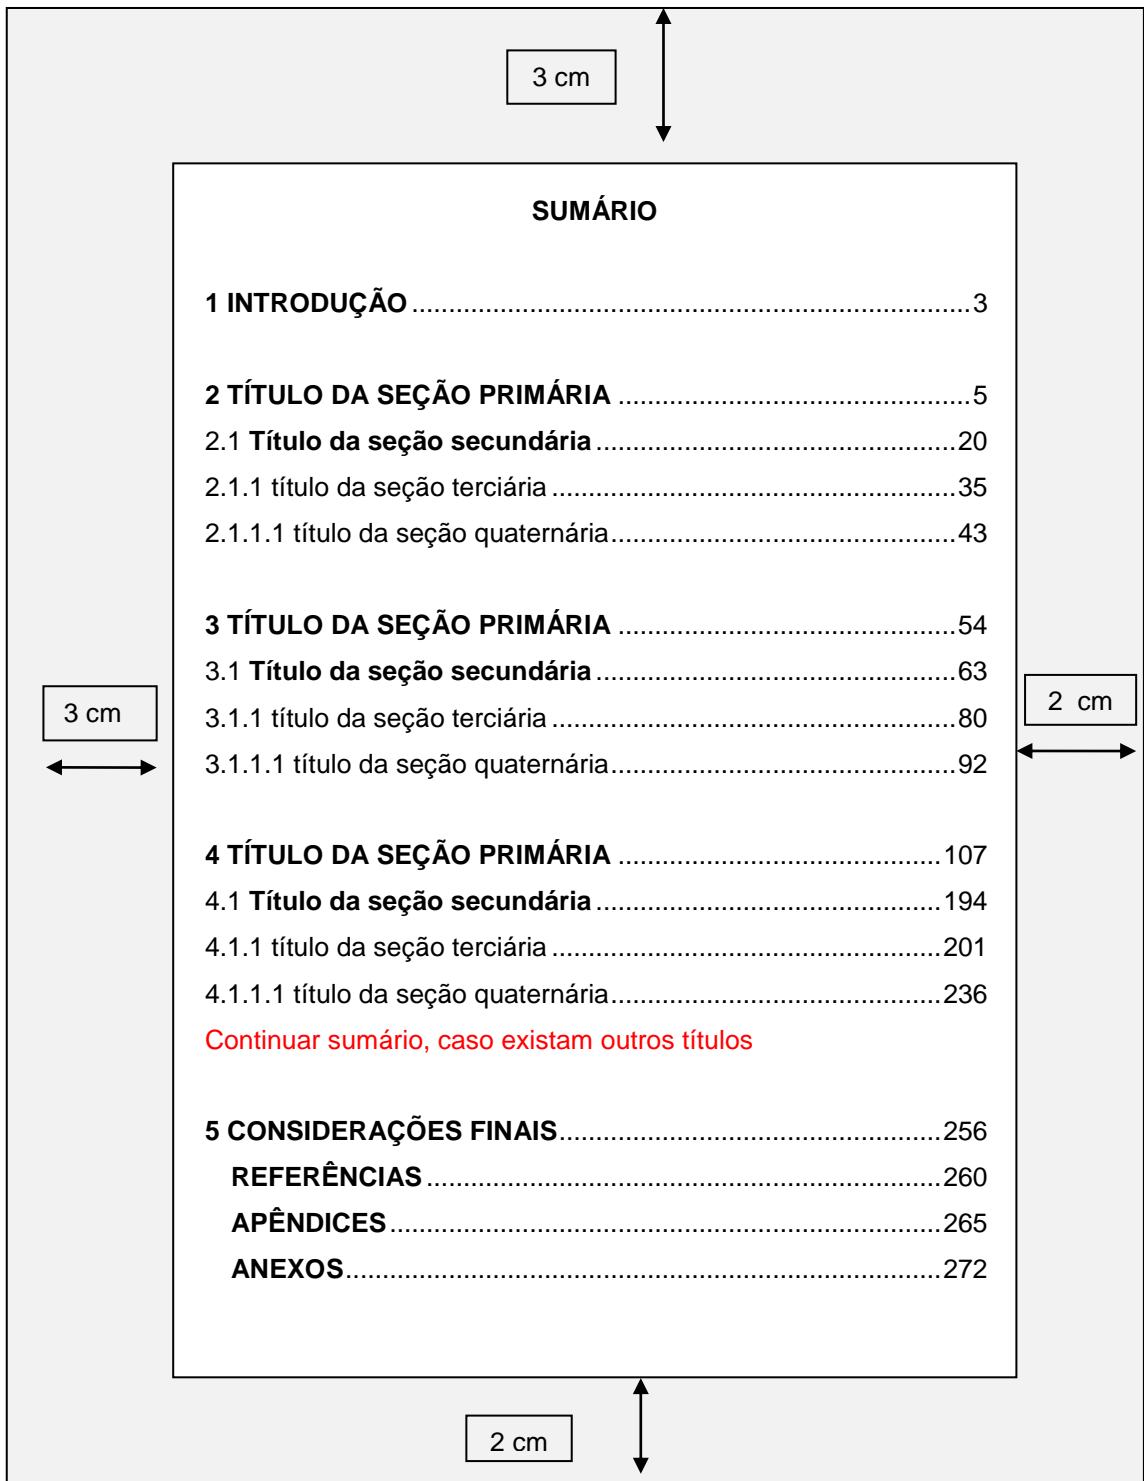 3 cm
SUMÁRIO
1 INTRODUÇÃO............................................................................3
2 TÍTULO DA SEÇÃO PRIMÁRIA ................................................5
2.1 Título da seção secundária..................................................20
2.1.1 título da seção terciária......................................................35
2.1.1.1 título da seção quaternária..............................................43
3 TÍTULO DA SEÇÃO PRIMÁRIA ..............................................54
3.1 Título da seção secundária..................................................63
3 cm
2 cm
3.1.1 título da seção terciária......................................................80
3.1.1.1 título da seção quaternária..............................................92
4 TÍTULO DA SEÇÃO PRIMÁRIA ............................................107
4.1 Título da seção secundária................................................194
4.1.1 título da seção terciária....................................................201
4.1.1.1 título da seção quaternária............................................236
Continuar sumário, caso existam outros títulos
5 CONSIDERAÇÕES FINAIS....................................................256
REFERÊNCIAS......................................................................260
APÊNDICES...........................................................................265
ANEXOS.................................................................................272
2 cm